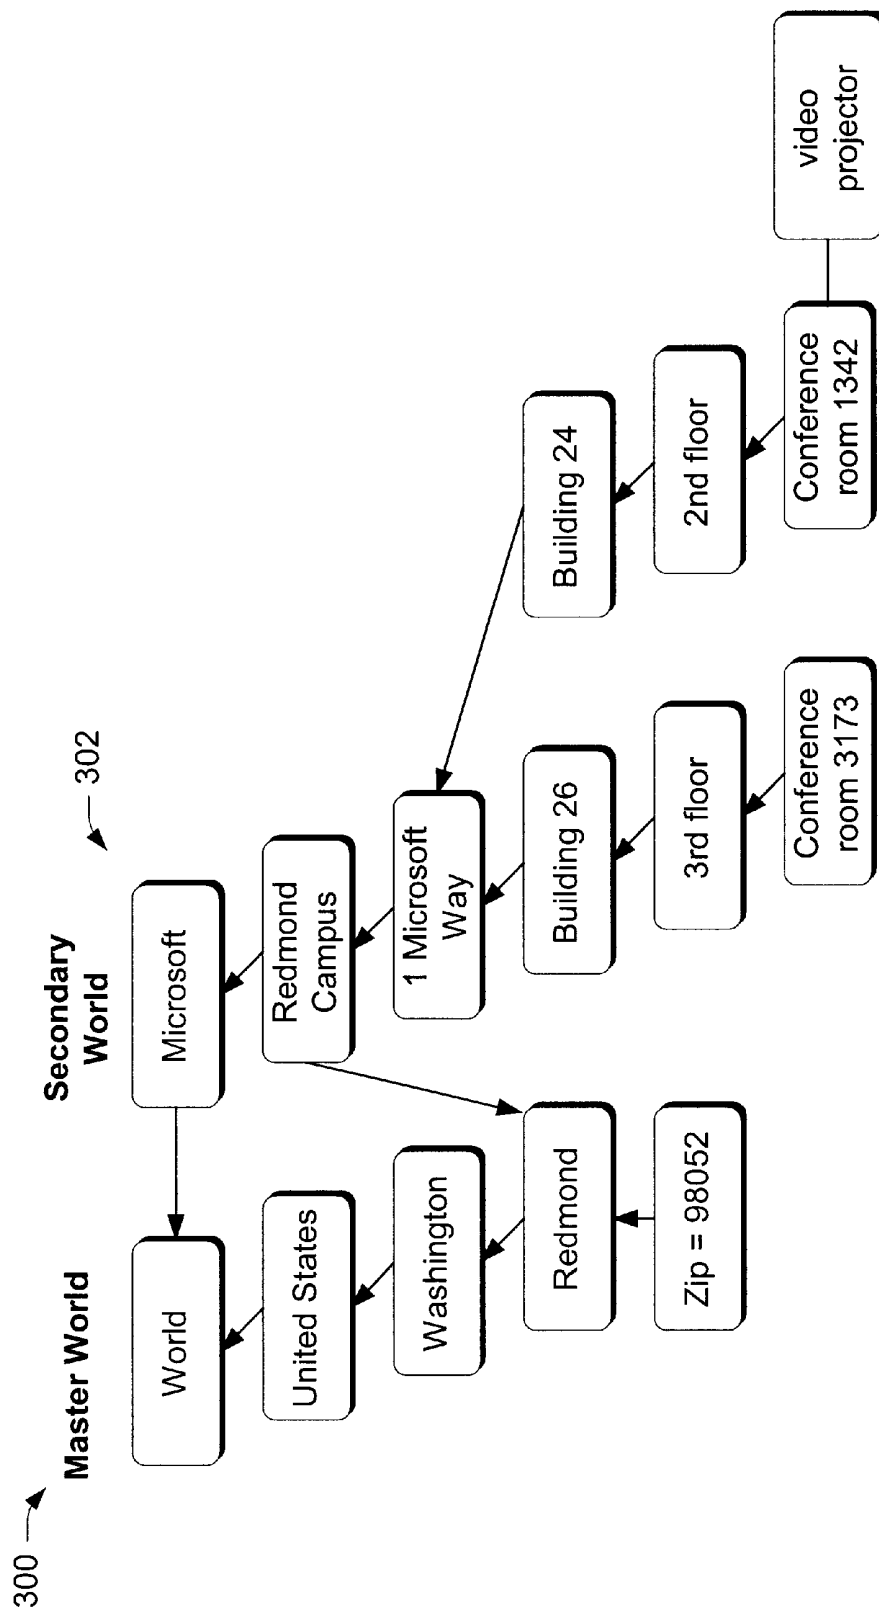 300
Master World
World
United States
Washington
Redmond
Zip = 98052
Secondary
World
302
Microsoft
Redmond
Campus
1 Microsoft
Way
Building 26
3rd floor
Conference
room 3173
Building 24
2nd floor
Conference
room 1342
video
projector